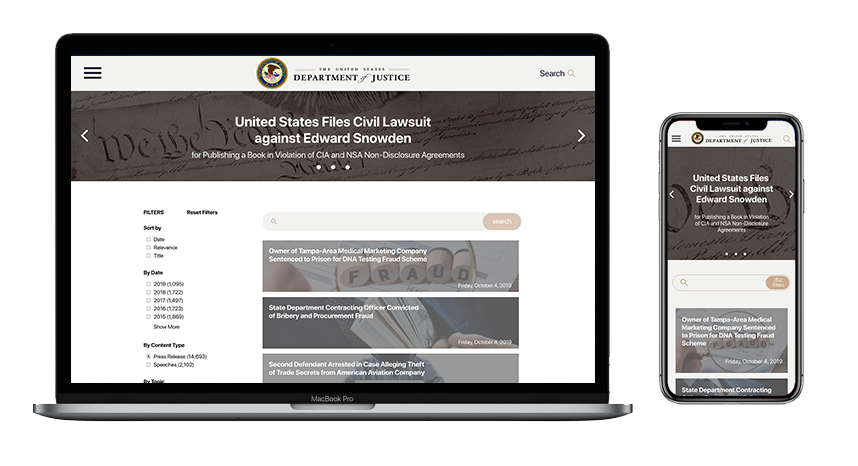 THE UNITED STATES
DEPARTMENT of JUSTICE
Search
We the People
United States Files Civil Lawsuit
against Edward Snowden
for Publishing a Book in Violation of CIA and NSA Non-Disclosure Agreements
FILTERS
Reset Filters
Sort by
Date
Relevance
Title
By Date
2019 (1,095)
2018 (1,722)
2017 (1,497)
2016 (1,723)
2015 (1,869)
Show More
By Content Type
Press Release (14,693)
Speeches (2,102)
By Topic
search
Owner of Tampa-Area Medical Marketing Company
Sentenced to Prison for DNA Testing Fraud Scheme
FRAUD
Friday, October 4, 2019
State Department Contracting Officer Convicted
of Bribery and Procurement Fraud
Friday, October 4, 2019
Second Defendant Arrested in Case Alleging Theft
of Trade Secrets from American Aviation Company
MacBook Pro
THE UNITED STATES
DEPARTMENT of JUSTICE
United States Files
Civil Lawsuit against
Edward Snowden
for Publishing a Book in Violation
of CIA and NSA Non-Disclosure
Agreements
Filters
Owner of Tampa-Area Medical
Marketing Company Sentenced
to Prison for DNA Testing Fraud
Scheme
Friday, October 4, 2019
State Department Contracting